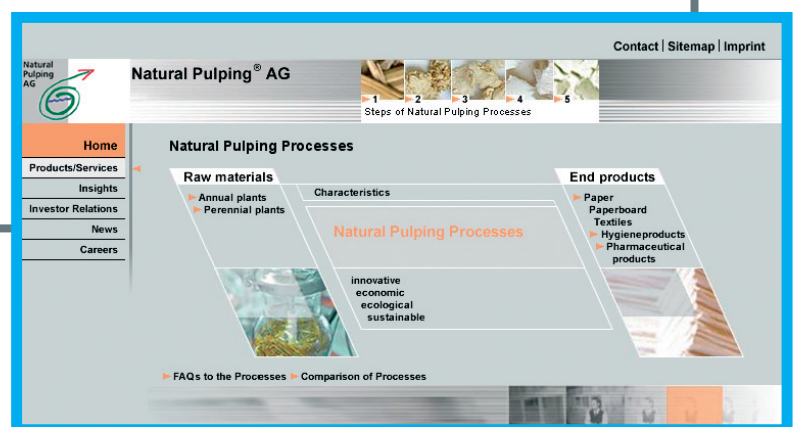 Contact | Sitemap | Imprint
Natural
Pulping
AG
Natural Pulping® AG
1 2 3 4 5
Steps of Natural Pulping Processes
Home
Products/Services
Insights
Investor Relations
News
Careers
Natural Pulping Processes
Raw materials
Annual plants
Perennial plants
Characteristics
Natural Pulping Processes
innovative
economic
ecological
sustainable
End products
Paper
Paperboard
Textiles
Hygieneproducts
Pharmaceutical
products
FAQs to the Processes Comparison of Processes